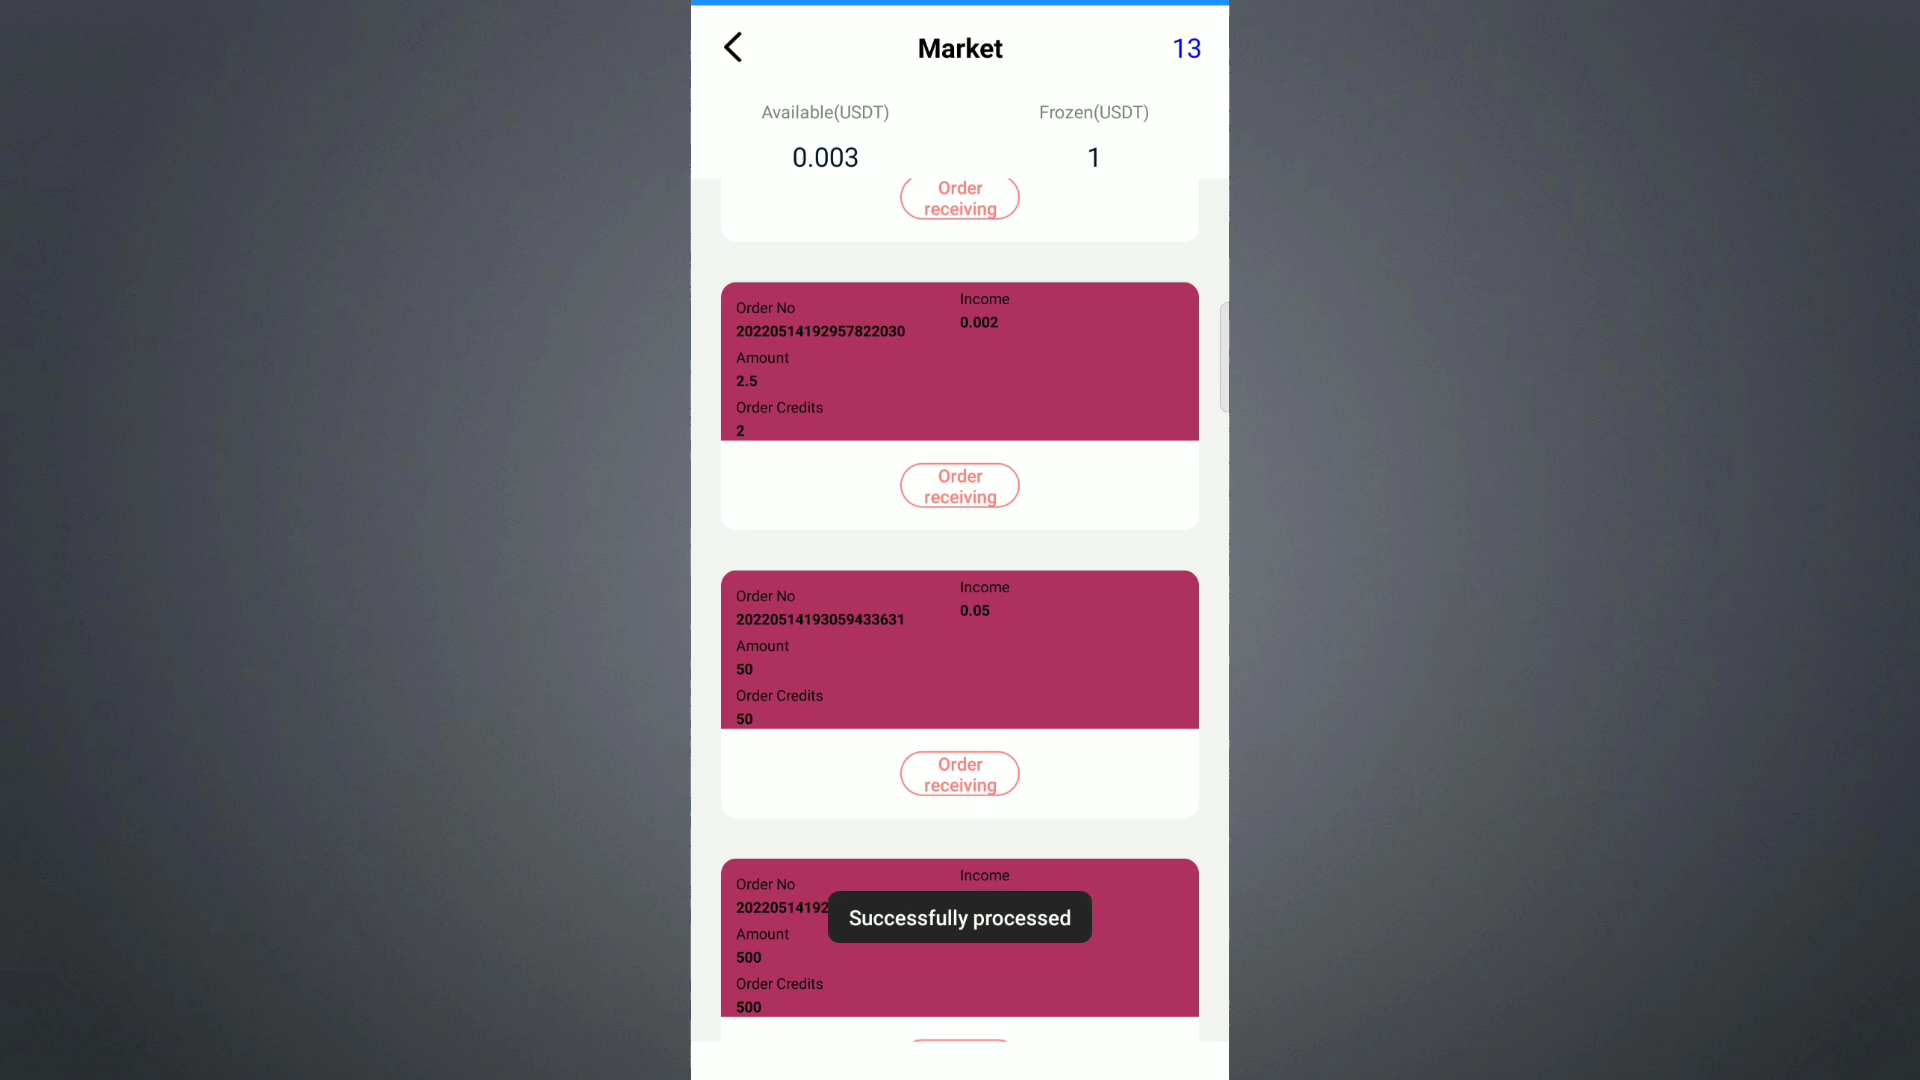 Market
13
Available(USDT)
Frozen(USDT)
0.003
1
Order
receiving
Order No
Income
20220514192957822030
0.002
Amount
2.5
Order Credits
2
Order
receiving
Order No
Income
20220514193059433631
0.05
Amount
50
Order Credits
50
Order
receiving
Order No
Income
20220514192
Successfully processed
Amount
500
Order Credits
500